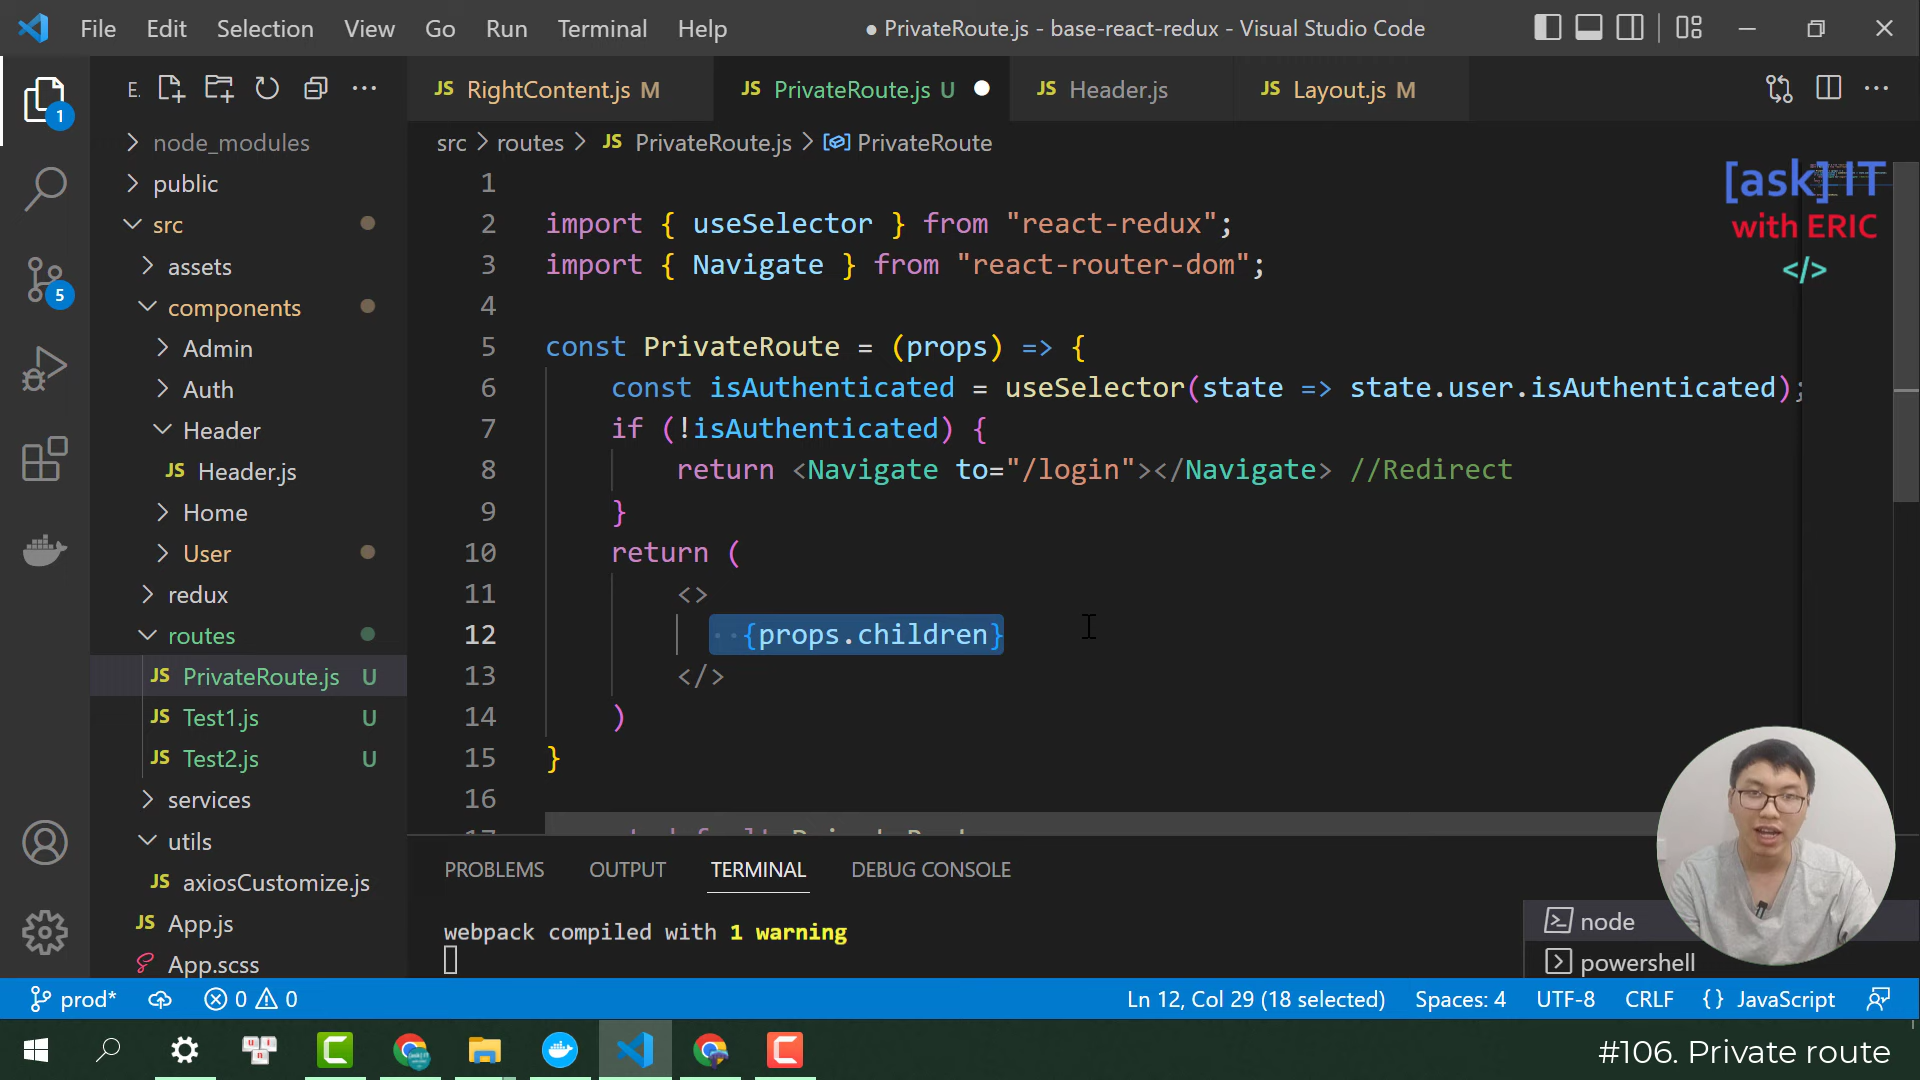 File Edit Selection View Go Run Terminal Help
● PrivateRoute.js - base-react-redux - Visual Studio Code
E.
RightContent.js M
PrivateRoute.js U
Header.js
Layout.js M
src > routes > JS PrivateRoute.js > PrivateRoute
1
node_modules
public
src
assets
components
Admin
Auth
Header
JS Header.js
Home
User
redux
routes
JS PrivateRoute.js U
JS Test1.js U
JS Test2.js U
services
utils
JS axiosCustomize.js
JS App.js
App.scss
5
1
2 import { useSelector } from "react-redux";
3 import { Navigate } from "react-router-dom";
4
5 const PrivateRoute = (props) => {
6 const isAuthenticated = useSelector(state => state.user.isAuthenticated);
7 if (!isAuthenticated) {
8 return <Navigate to="/login"></Navigate> //Redirect
9 }
10 return (
11 <>
12 {props.children}
13 </>
14 )
15 }
16
[ask] IT
with ERIC
</>
PROBLEMS OUTPUT TERMINAL DEBUG CONSOLE
webpack compiled with 1 warning
node
powershell
prod* 0 0
Ln 12, Col 29 (18 selected) Spaces: 4 UTF-8 CRLF {} JavaScript
#106. Private route